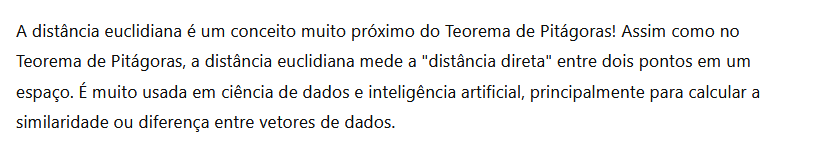 A distância euclidiana é um conceito muito próximo do Teorema de Pitágoras! Assim como no
Teorema de Pitágoras, a distância euclidiana mede a "distância direta" entre dois pontos em um
espaço. É muito usada em ciência de dados e inteligência artificial, principalmente para calcular a
similaridade ou diferença entre vetores de dados.